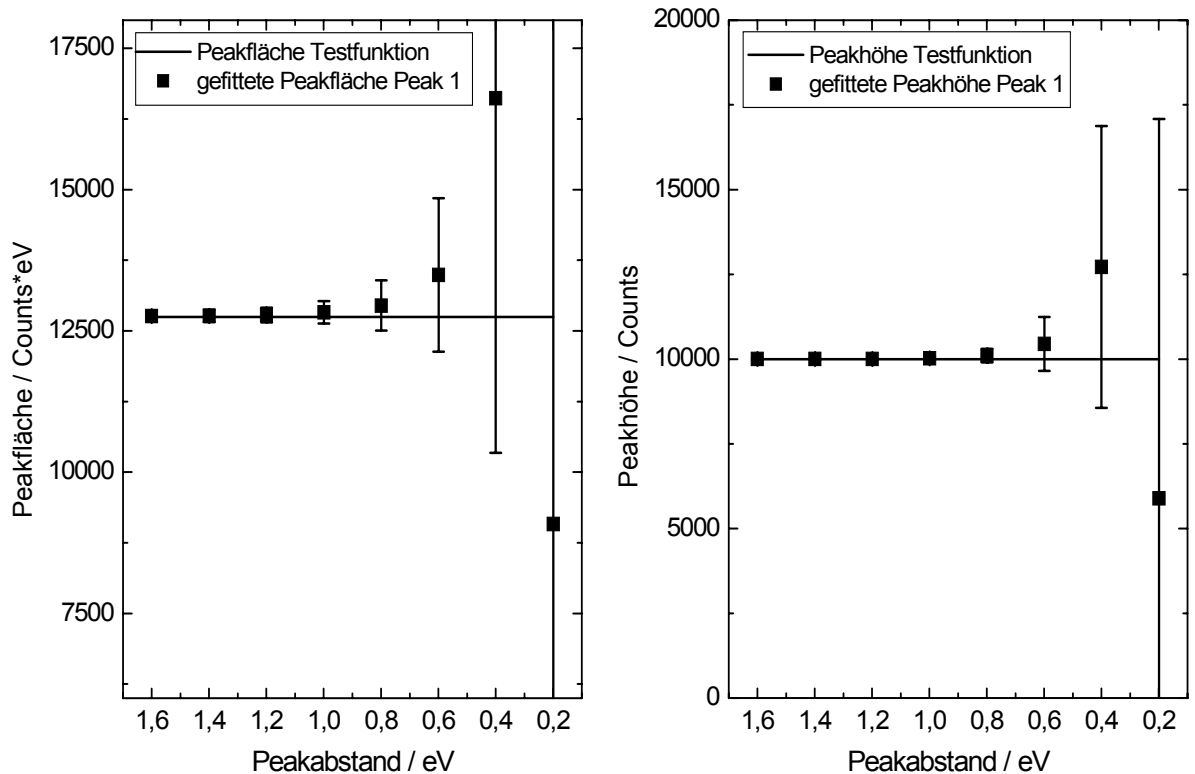 Peakfläche Testfunktion
gefittete Peakfläche Peak 1
17500
15000
12500
10000
7500
Peakfläche / Counts*eV
1,6 1,4 1,2 1,0 0,8 0,6 0,4 0,2
Peakabstand / eV
Peakhöhe Testfunktion
gefittete Peakhöhe Peak 1
20000
15000
10000
5000
0
Peakhöhe / Counts
1,6 1,4 1,2 1,0 0,8 0,6 0,4 0,2
Peakabstand / eV